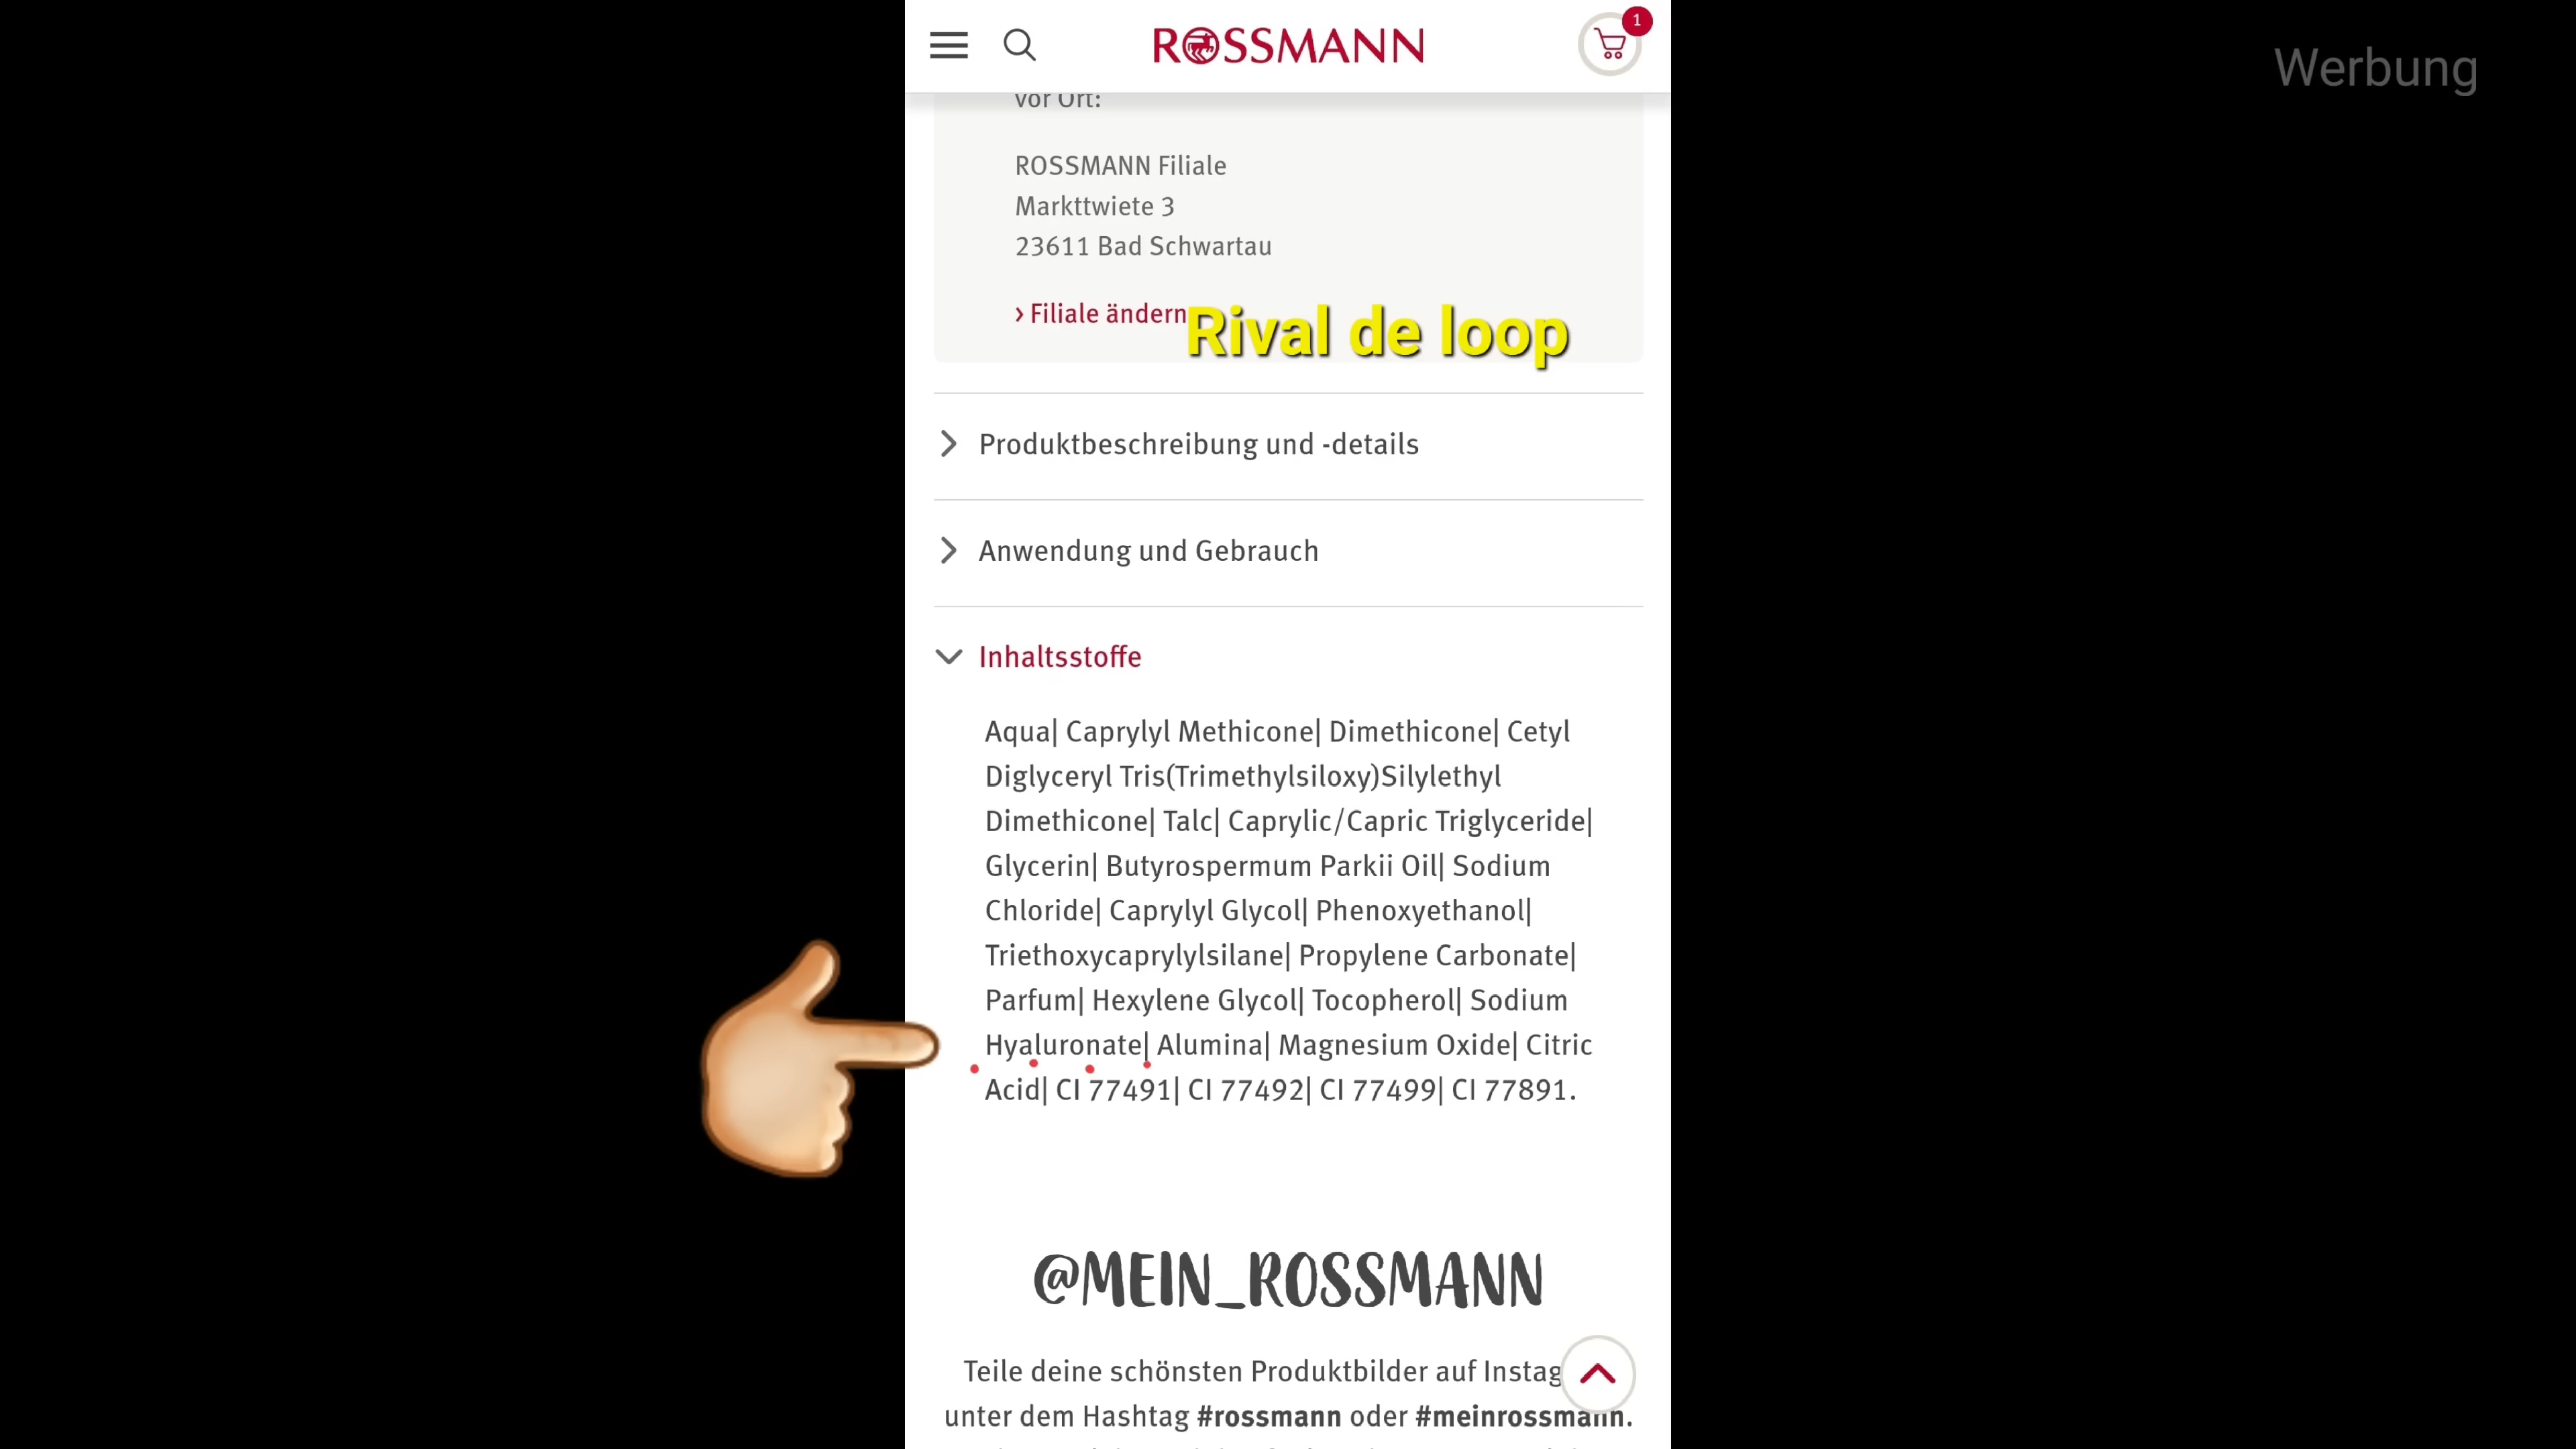 ROSSMANN
1
Werbung
vor Ort:
ROSSMANN Filiale
Markttwiete 3
23611 Bad Schwartau
› Filiale ändern
Rival de loop
Produktbeschreibung und -details
Anwendung und Gebrauch
Inhaltsstoffe
Aqua| Caprylyl Methicone| Dimethicone| Cetyl
Diglyceryl Tris(Trimethylsiloxy)Silylethyl
Dimethicone| Talc| Caprylic/Capric Triglyceride|
Glycerin| Butyrospermum Parkii Oil| Sodium
Chloride| Caprylyl Glycol| Phenoxyethanol|
Triethoxycaprylylsilane| Propylene Carbonate|
Parfum| Hexylene Glycol| Tocopherol| Sodium
Hyaluronate| Alumina| Magnesium Oxide| Citric
Acid| CI 77491| CI 77492| CI 77499| CI 77891.
@MEIN_ROSSMANN
Teile deine schönsten Produktbilder auf Instag
unter dem Hashtag #rossmann oder #meinrossmann.